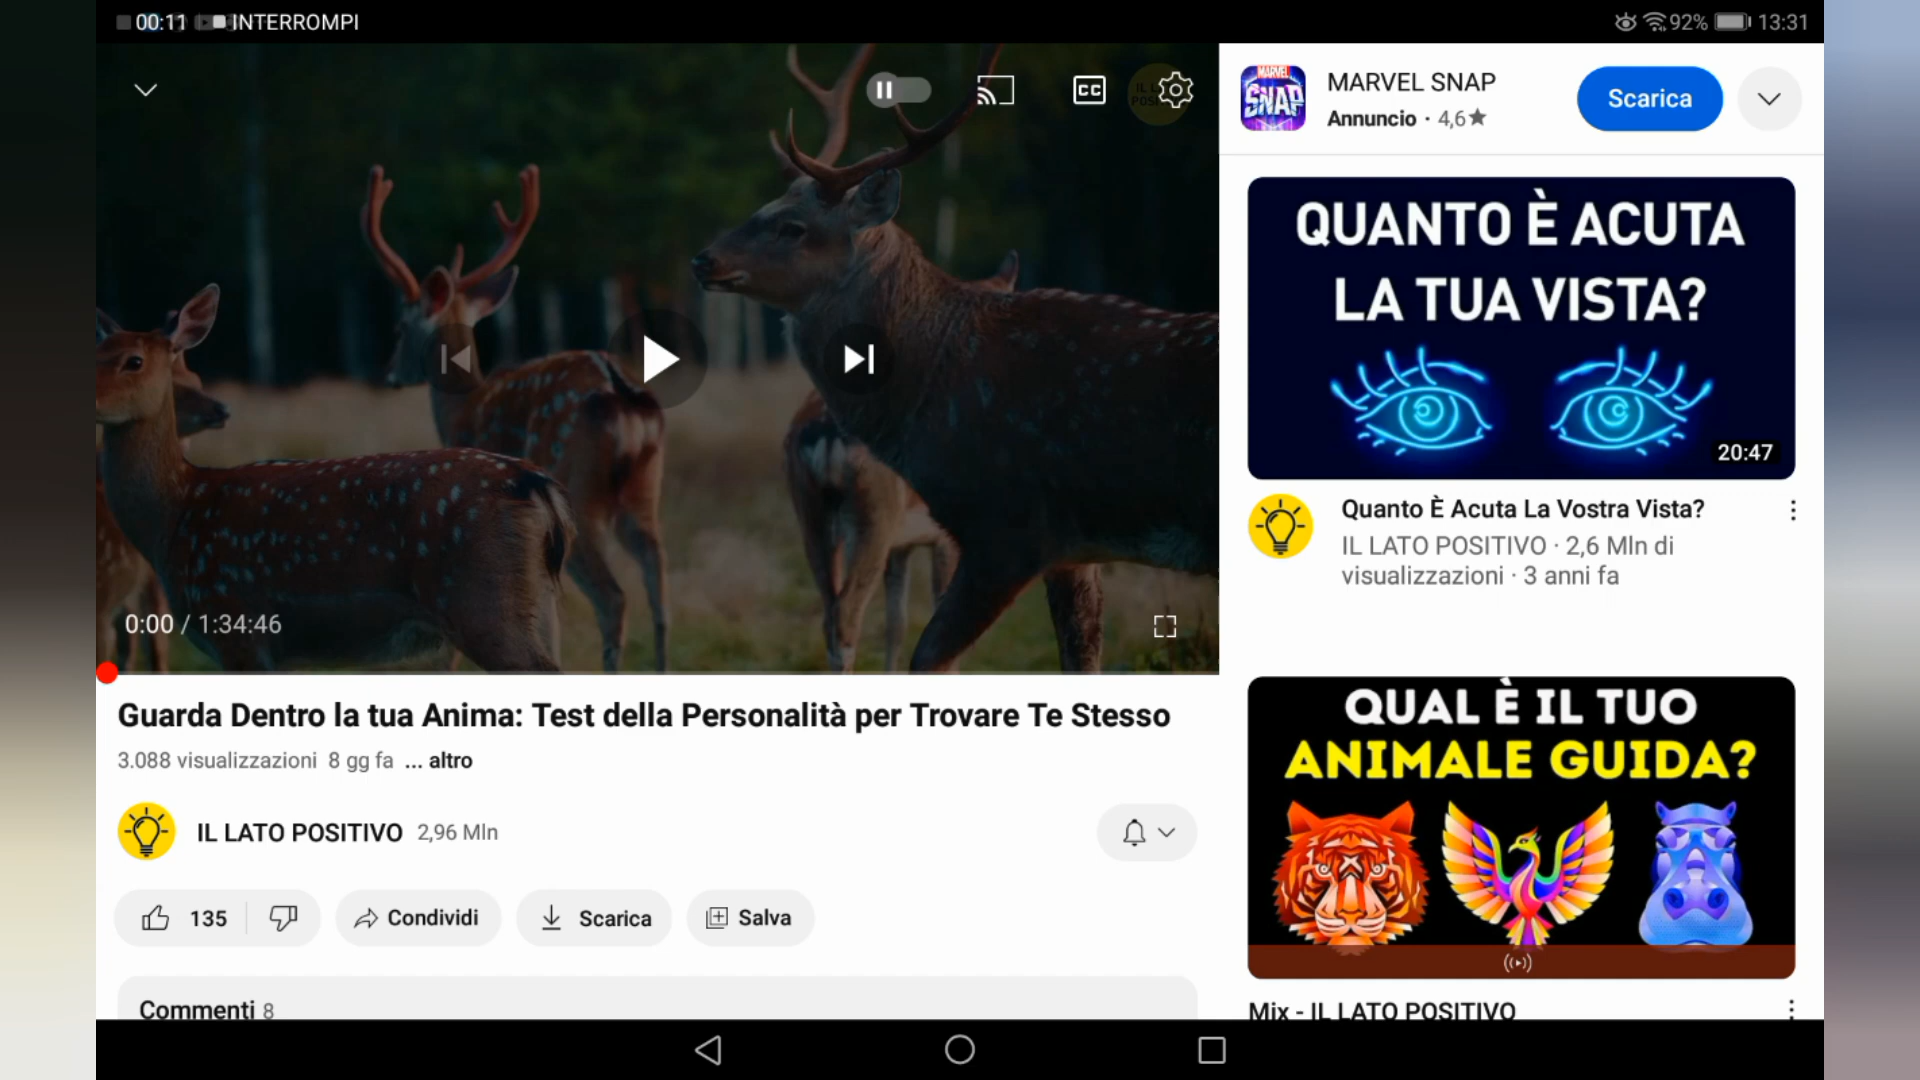 00:11 INTERROMPI
92% 13:31
CC
MARVEL
SNAP
MARVEL SNAP
Annuncio · 4,6★
Scarica
QUANTO È ACUTA
LA TUA VISTA?
20:47
Quanto È Acuta La Vostra Vista?
IL LATO POSITIVO · 2,6 Mln di
visualizzazioni · 3 anni fa
0:00 / 1:34:46
Guarda Dentro la tua Anima: Test della Personalità per Trovare Te Stesso
3.088 visualizzazioni 8 gg fa ... altro
IL LATO POSITIVO 2,96 Mln
135
Condividi
Scarica
Salva
Commenti 8
QUAL È IL TUO
ANIMALE GUIDA?
Mix - IL LATO POSITIVO